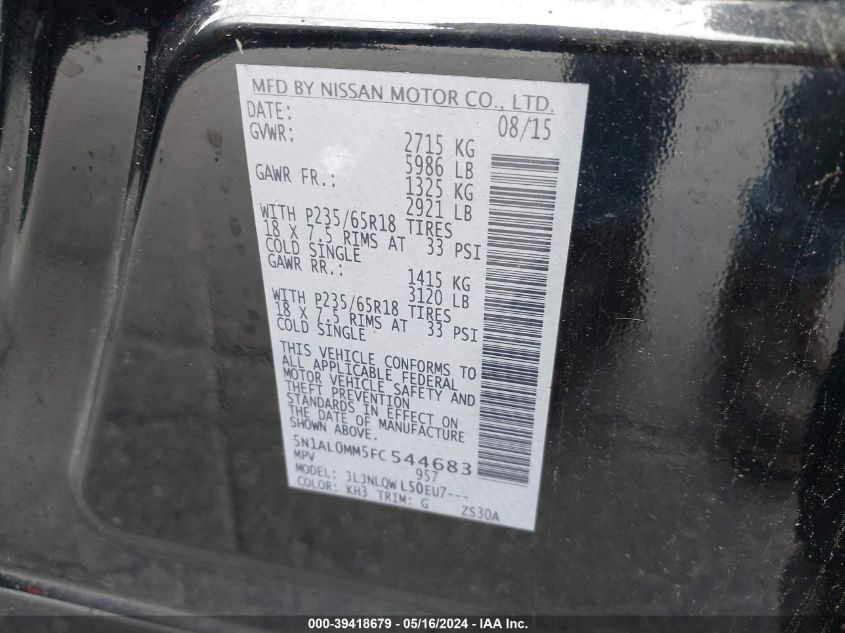 MFD BY NISSAN MOTOR CO., LTD.
DATE: 08/15
GVWR: 2715 KG
5986 LB
GAWR FR.: 1325 KG
2921 LB
WITH P235/65R18 TIRES
18 X 7.5 RIMS AT 33 PSI
COLD SINGLE
GAWR RR.: 1415 KG
3120 LB
WITH P235/65R18 TIRES
18 X 7.5 RIMS AT 33 PSI
COLD SINGLE
THIS VEHICLE CONFORMS TO
ALL APPLICABLE FEDERAL
MOTOR VEHICLE SAFETY AND
THEFT PREVENTION
STANDARDS IN EFFECT ON
THE DATE OF MANUFACTURE
SHOWN ABOVE.
5N1AL0MM5FC544683
MPV 957
MODEL: JLJNLQWL50EU7---
COLOR: KH3 TRIM: G ZS30A
000-39418679 - 05/16/2024 - IAA Inc.